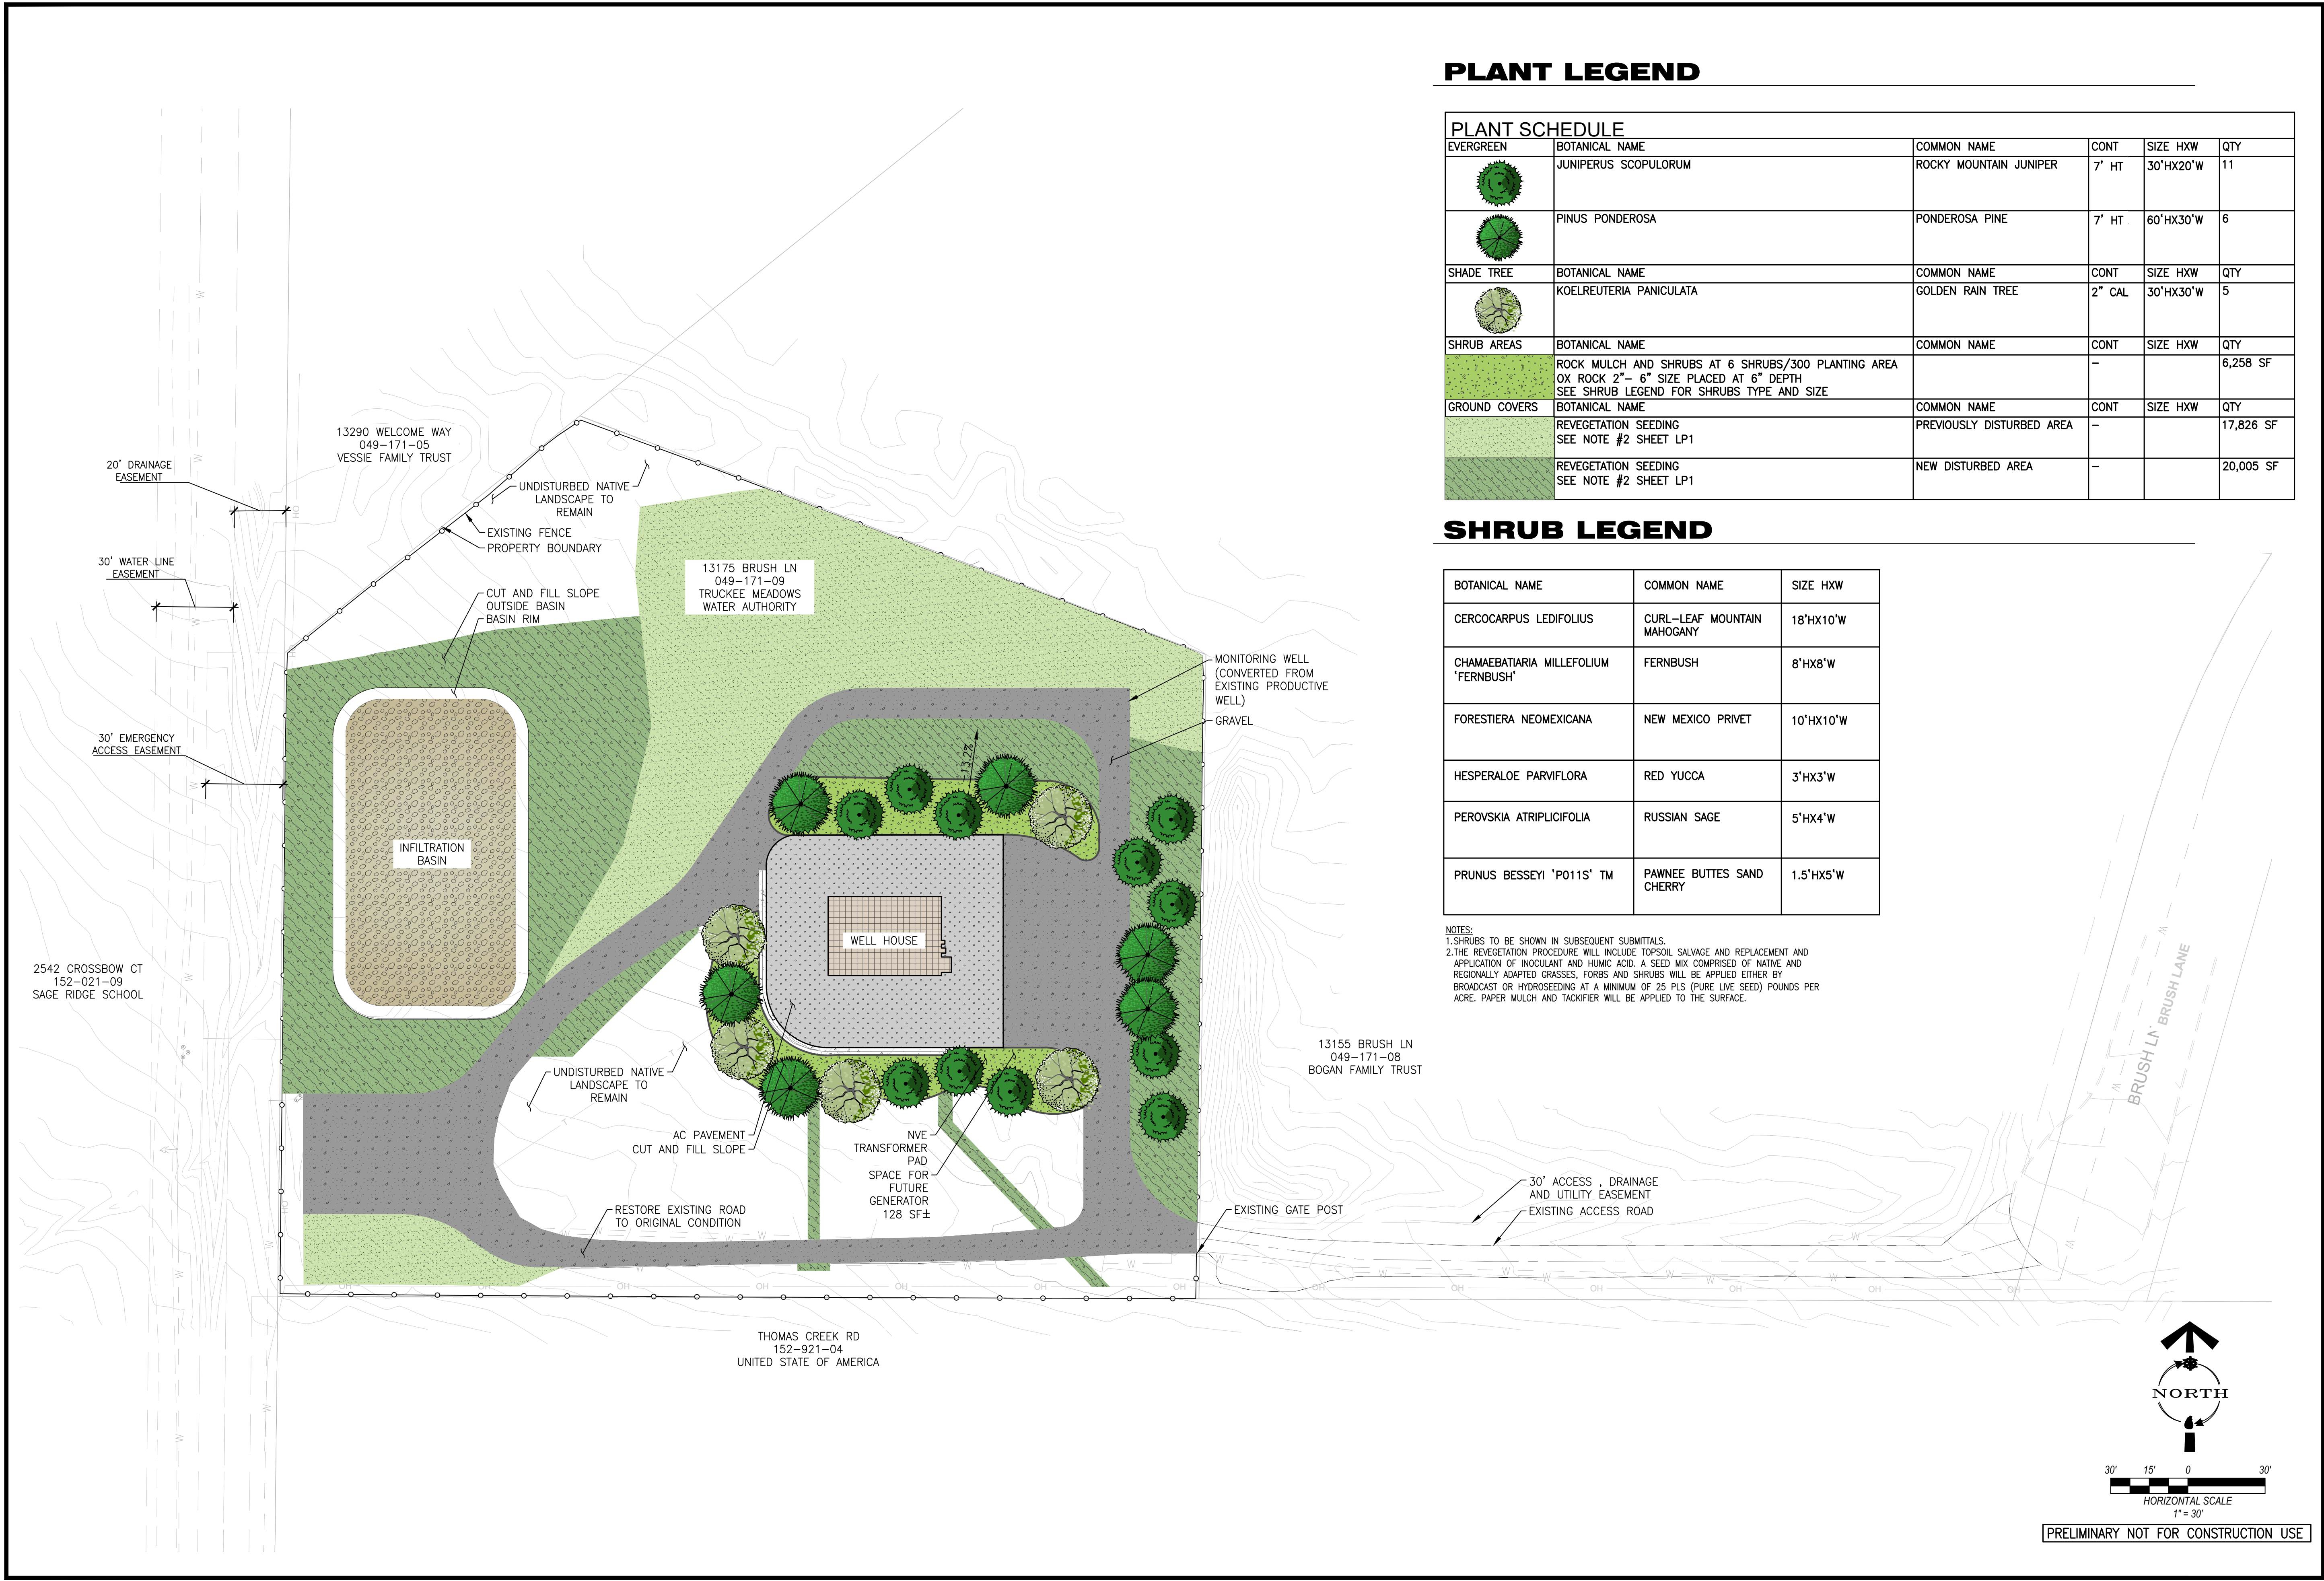 PLANT LEGEND
PLANT SCHEDULE
EVERGREEN BOTANICAL NAME COMMON NAME CONT SIZE HXW QTY
JUNIPERUS SCOPULORUM ROCKY MOUNTAIN JUNIPER 7' HT 30'HX20'W 11
PINUS PONDEROSA PONDEROSA PINE 7' HT 60'HX30'W 6
SHADE TREE BOTANICAL NAME COMMON NAME CONT SIZE HXW QTY
KOELREUTERIA PANICULATA GOLDEN RAIN TREE 2" CAL 30'HX30'W 5
SHRUB AREAS BOTANICAL NAME COMMON NAME CONT SIZE HXW QTY
ROCK MULCH AND SHRUBS AT 6 SHRUBS/300 PLANTING AREA – 6,258 SF
OX ROCK 2"– 6" SIZE PLACED AT 6" DEPTH
SEE SHRUB LEGEND FOR SHRUBS TYPE AND SIZE
GROUND COVERS BOTANICAL NAME COMMON NAME CONT SIZE HXW QTY
REVEGETATION SEEDING PREVIOUSLY DISTURBED AREA – 17,826 SF
SEE NOTE #2 SHEET LP1
REVEGETATION SEEDING NEW DISTURBED AREA – 20,005 SF
SEE NOTE #2 SHEET LP1
SHRUB LEGEND
BOTANICAL NAME COMMON NAME SIZE HXW
CERCOCARPUS LEDIFOLIUS CURL–LEAF MOUNTAIN 18'HX10'W
MAHOGANY
CHAMAEBATIARIA MILLEFOLIUM FERNBUSH 8'HX8'W
'FERNBUSH'
FORESTIERA NEOMEXICANA NEW MEXICO PRIVET 10'HX10'W
HESPERALOE PARVIFLORA RED YUCCA 3'HX3'W
PEROVSKIA ATRIPLICIFOLIA RUSSIAN SAGE 5'HX4'W
PRUNUS BESSEYI 'P011S' TM PAWNEE BUTTES SAND 1.5'HX5'W
CHERRY
NOTES:
1.SHRUBS TO BE SHOWN IN SUBSEQUENT SUBMITTALS.
2.THE REVEGETATION PROCEDURE WILL INCLUDE TOPSOIL SALVAGE AND REPLACEMENT AND
APPLICATION OF INOCULANT AND HUMIC ACID. A SEED MIX COMPRISED OF NATIVE AND
REGIONALLY ADAPTED GRASSES, FORBS AND SHRUBS WILL BE APPLIED EITHER BY
BROADCAST OR HYDROSEEDING AT A MINIMUM OF 25 PLS (PURE LIVE SEED) POUNDS PER
ACRE. PAPER MULCH AND TACKIFIER WILL BE APPLIED TO THE SURFACE.
13290 WELCOME WAY
049–171–05
VESSIE FAMILY TRUST
20' DRAINAGE
EASEMENT
UNDISTURBED NATIVE
LANDSCAPE TO
REMAIN
EXISTING FENCE
PROPERTY BOUNDARY
30' WATER LINE
EASEMENT
13175 BRUSH LN
049–171–09
TRUCKEE MEADOWS
WATER AUTHORITY
CUT AND FILL SLOPE
OUTSIDE BASIN
BASIN RIM
MONITORING WELL
(CONVERTED FROM
EXISTING PRODUCTIVE
WELL)
GRAVEL
30' EMERGENCY
ACCESS EASEMENT
13.2%
INFILTRATION
BASIN
WELL HOUSE
2542 CROSSBOW CT
152–021–09
SAGE RIDGE SCHOOL
13155 BRUSH LN
049–171–08
BOGAN FAMILY TRUST
UNDISTURBED NATIVE
LANDSCAPE TO
REMAIN
AC PAVEMENT
CUT AND FILL SLOPE
NVE
TRANSFORMER
PAD
SPACE FOR
FUTURE
GENERATOR
128 SF±
RESTORE EXISTING ROAD
TO ORIGINAL CONDITION
EXISTING GATE POST
30' ACCESS , DRAINAGE
AND UTILITY EASEMENT
EXISTING ACCESS ROAD
BRUSH LN.
BRUSH LANE
OH OH OH OH OH OH OH OH OH OH OH OH OH
THOMAS CREEK RD
152–921–04
UNITED STATE OF AMERICA
NORTH
30' 15' 0 30'
HORIZONTAL SCALE
1" = 30'
PRELIMINARY NOT FOR CONSTRUCTION USE